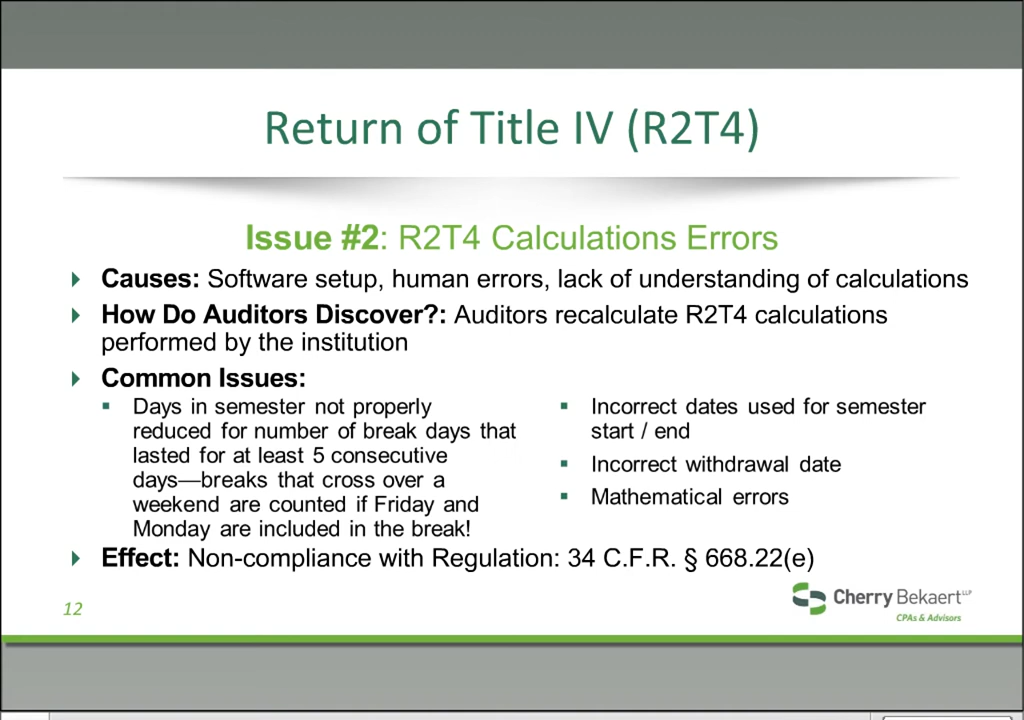 Return of Title IV (R2T4)
Issue #2: R2T4 Calculations Errors
Causes: Software setup, human errors, lack of understanding of calculations
How Do Auditors Discover?: Auditors recalculate R2T4 calculations
performed by the institution
Common Issues:
Days in semester not properly
reduced for number of break days that
lasted for at least 5 consecutive
days—breaks that cross over a
weekend are counted if Friday and
Monday are included in the break!
Incorrect dates used for semester
start / end
Incorrect withdrawal date
Mathematical errors
Effect: Non-compliance with Regulation: 34 C.F.R. § 668.22(e)
12
Cherry Bekaert LLP
CPAs & Advisors